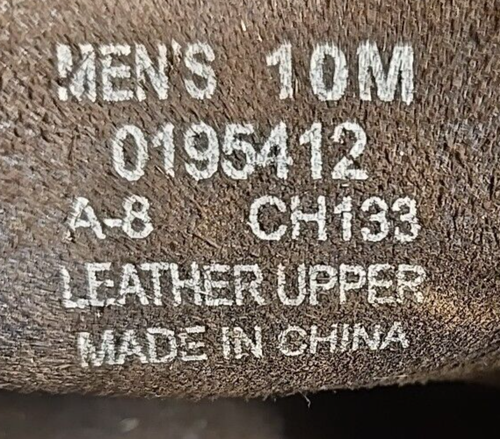 MEN'S 10M
0195412
A-8 CH133
LEATHER UPPER
MADE IN CHINA